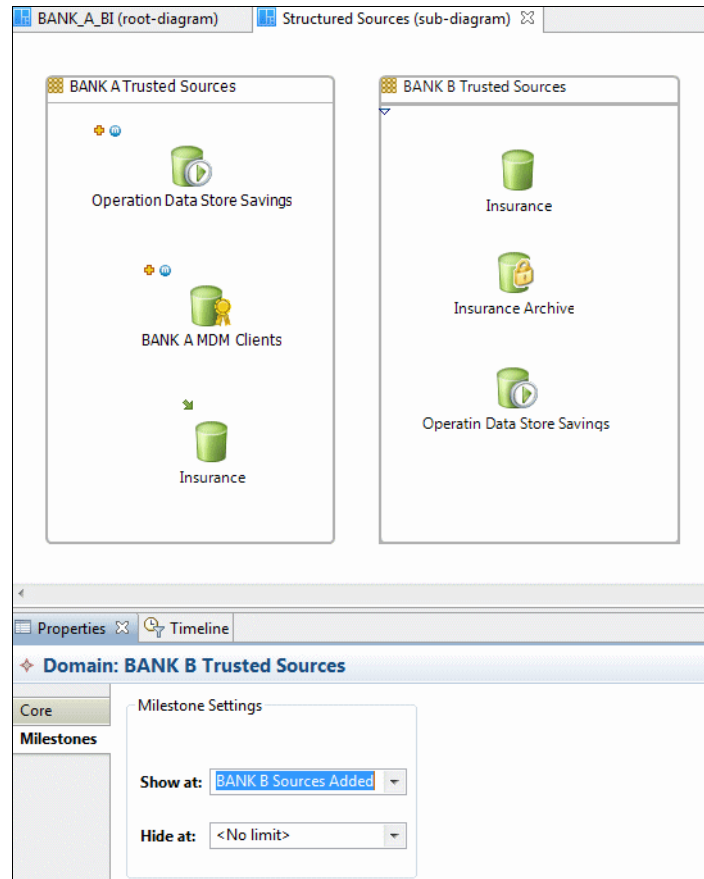 BANK_A_BI (root-diagram)
Structured Sources (sub-diagram)
BANK A Trusted Sources
Operation Data Store Savings
BANK A MDM Clients
Insurance
BANK B Trusted Sources
Insurance
Insurance Archive
Operatin Data Store Savings
Properties
Timeline
Domain: BANK B Trusted Sources
Core
Milestones
Milestone Settings
Show at: BANK B Sources Added
Hide at: <No limit>